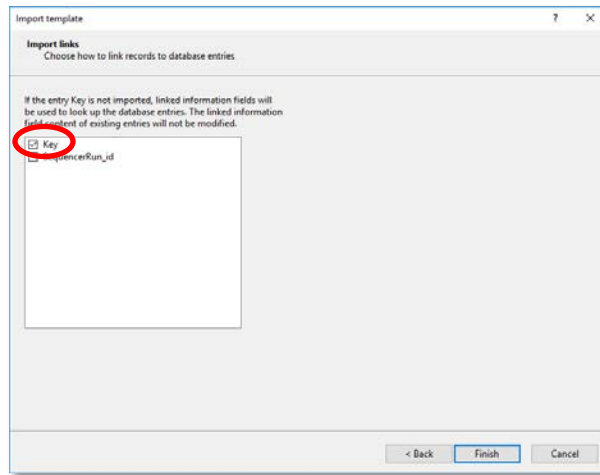 Import template
Import links
Choose how to link records to database entries
If the entry Key is not imported, linked information fields will
be used to look up the database entries. The linked information
field content of existing entries will not be modified.
Key
SequencerRun_id
< Back Finish Cancel